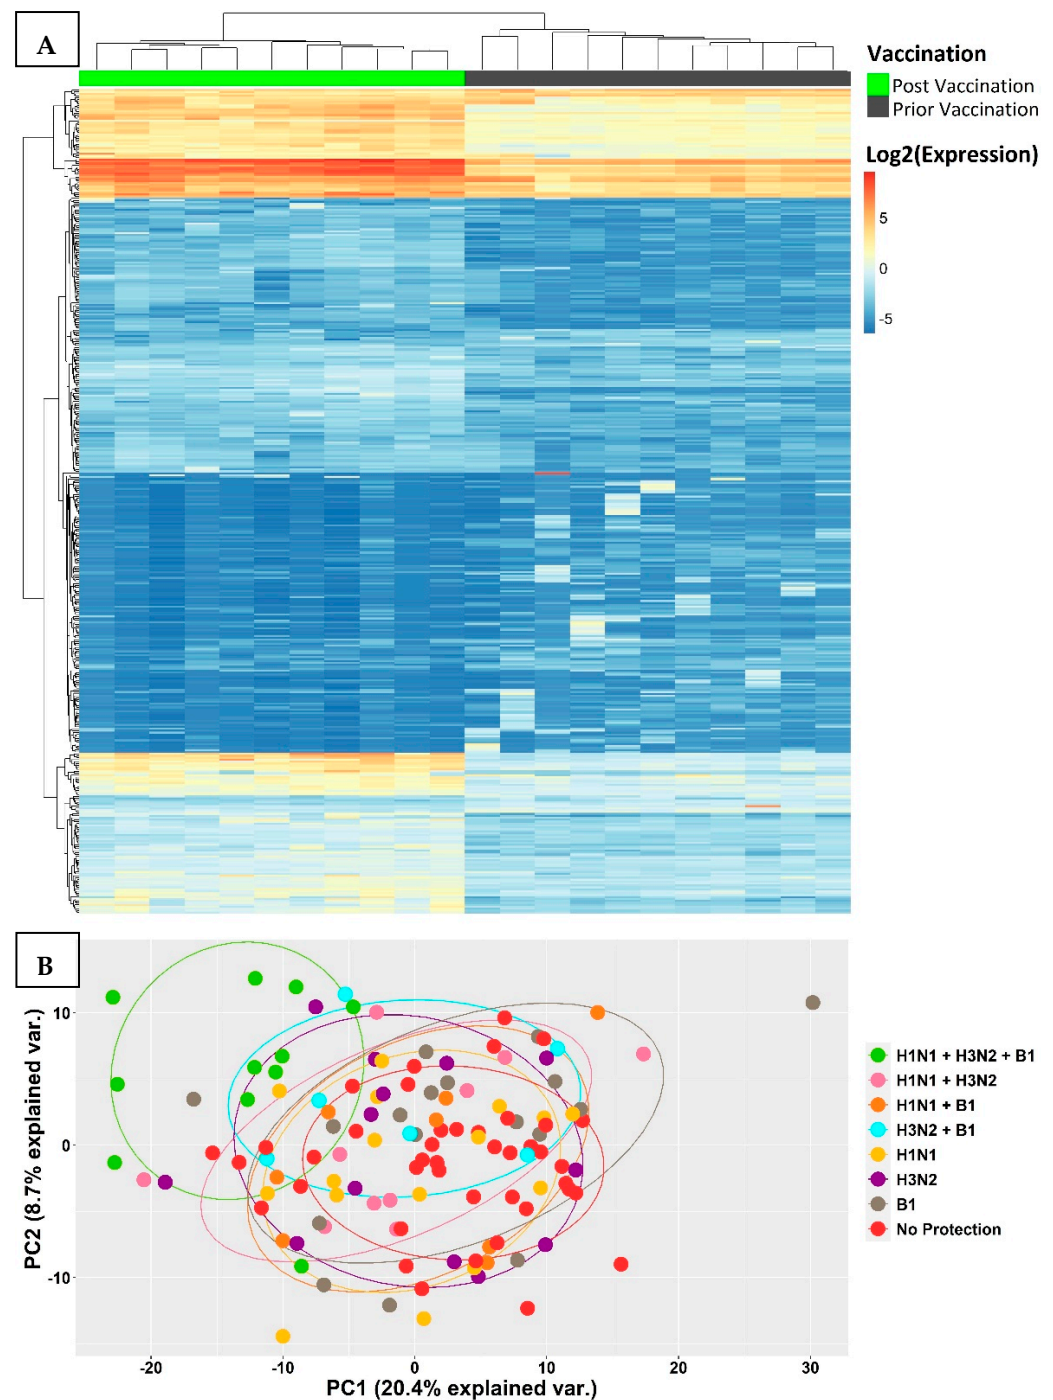 A
Vaccination
Post Vaccination
Prior Vaccination
Log2(Expression)
5
0
-5
B
PC2 (8.7% explained var.)
10
0
-10
-20
-10
0
10
20
30
PC1 (20.4% explained var.)
H1N1 + H3N2 + B1
H1N1 + H3N2
H1N1 + B1
H3N2 + B1
H1N1
H3N2
B1
No Protection